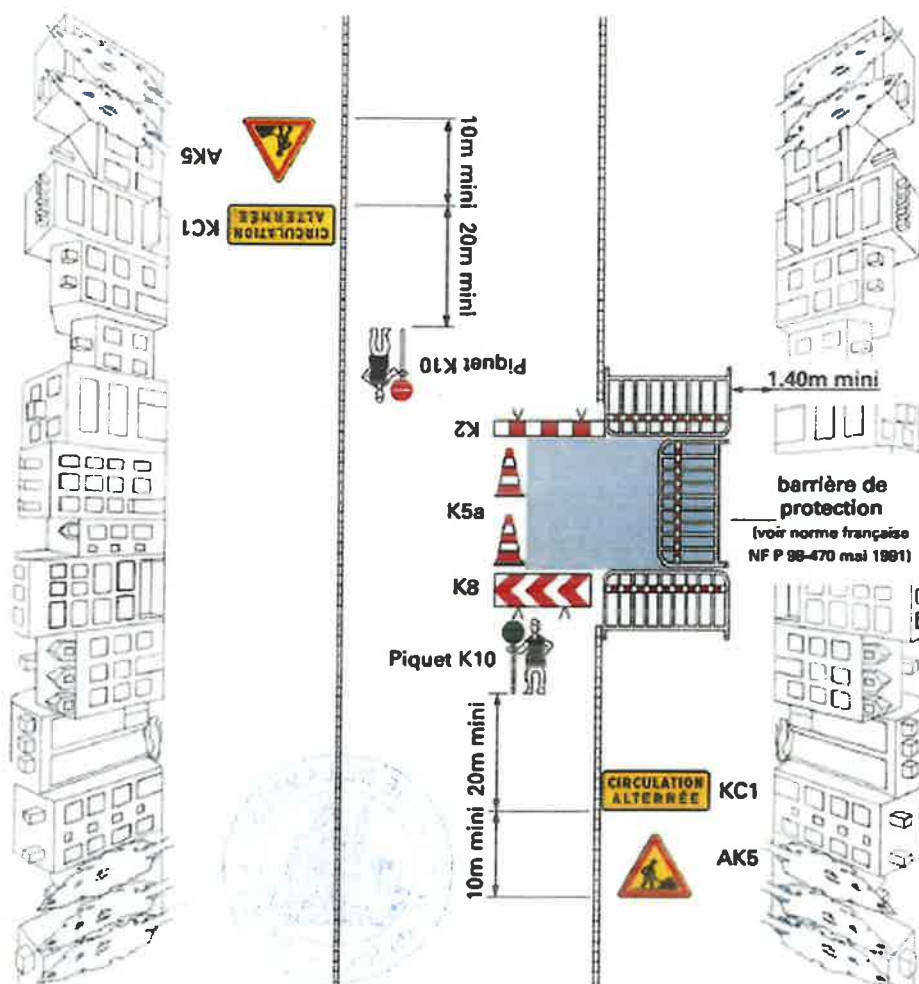 10m mini
AK5
KC1
CIRCULATION
ALTERNÉE
20m mini
Piquet K10
1.40m mini
K2
K5a
barrière de
protection
(voir norme française
NF P 98-470 mai 1991)
K8
Piquet K10
20m mini
CIRCULATION
ALTERNÉE
KC1
10m mini
AK5